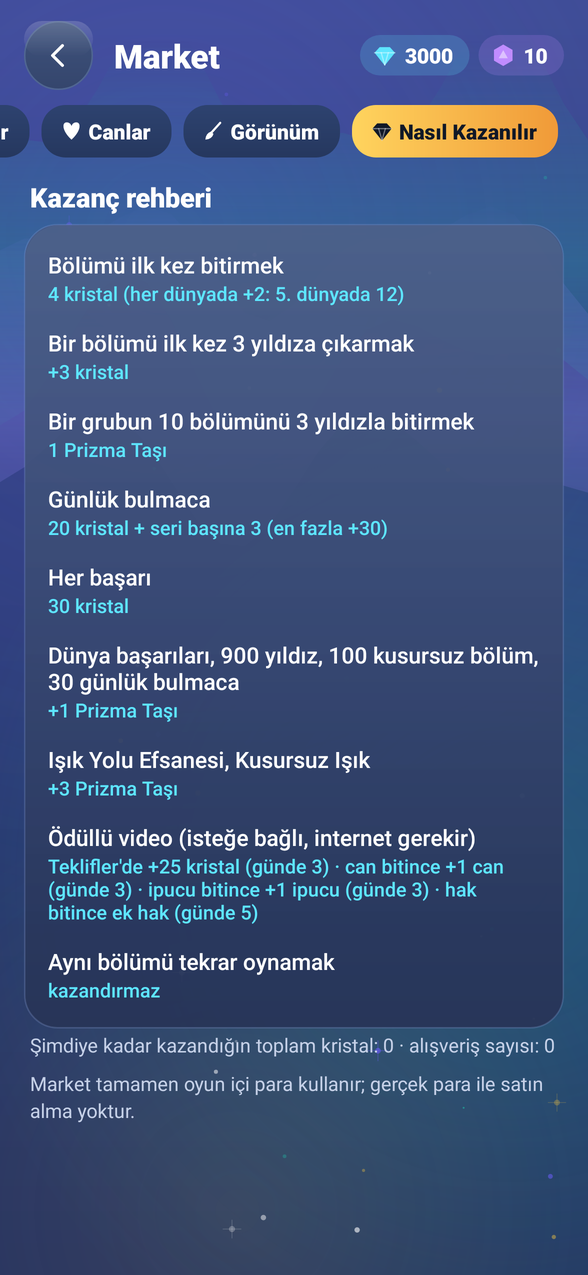 Market
3000
10
r
Canlar
Görünüm
Nasıl Kazanılır
Kazanç rehberi
Bölümü ilk kez bitirmek
4 kristal (her dünyada +2: 5. dünyada 12)
Bir bölümü ilk kez 3 yıldıza çıkarmak
+3 kristal
Bir grubun 10 bölümünü 3 yıldızla bitirmek
1 Prizma Taşı
Günlük bulmaca
20 kristal + seri başına 3 (en fazla +30)
Her başarı
30 kristal
Dünya başarıları, 900 yıldız, 100 kusursuz bölüm,
30 günlük bulmaca
+1 Prizma Taşı
Işık Yolu Efsanesi, Kusursuz Işık
+3 Prizma Taşı
Ödüllü video (isteğe bağlı, internet gerekir)
Teklifler'de +25 kristal (günde 3) · can bitince +1 can
(günde 3) · ipucu bitince +1 ipucu (günde 3) · hak
bitince ek hak (günde 5)
Aynı bölümü tekrar oynamak
kazandırmaz
Şimdiye kadar kazandığın toplam kristal: 0 · alışveriş sayısı: 0
Market tamamen oyun içi para kullanır; gerçek para ile satın
alma yoktur.